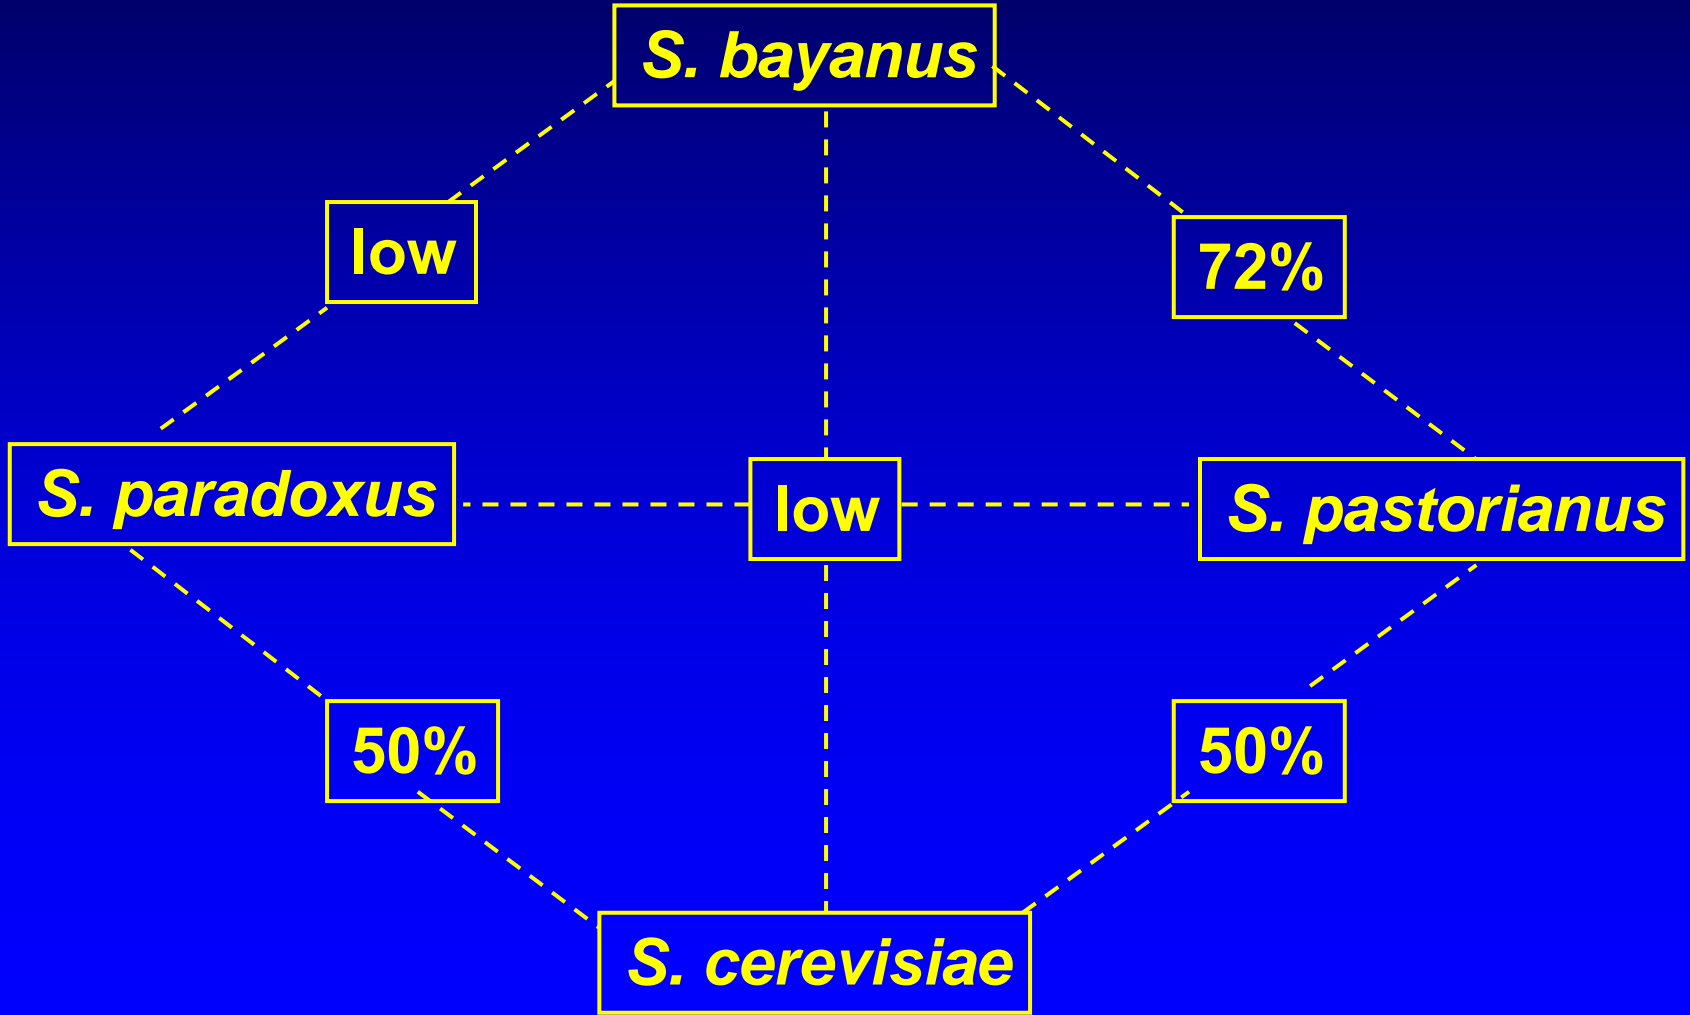 S. bayanus
low
72%
S. paradoxus
low
S. pastorianus
50%
50%
S. cerevisiae